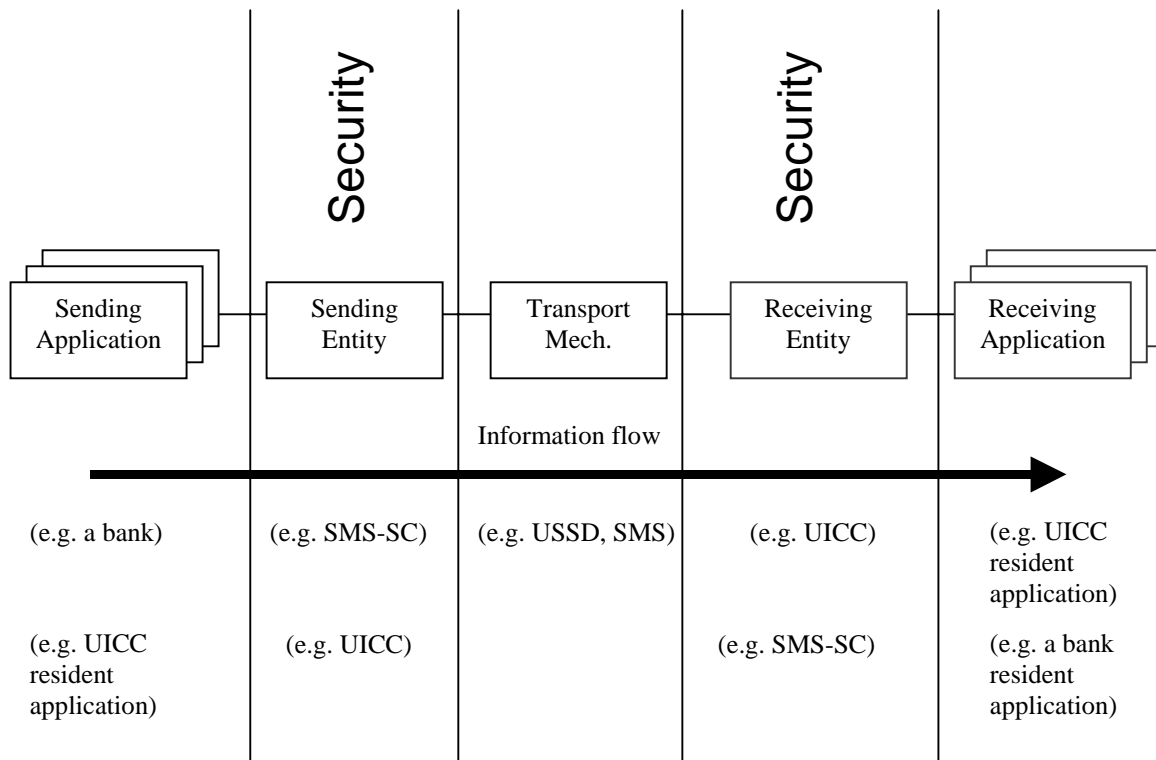 Security
Security
Sending
Application
Sending
Entity
Transport
Mech.
Receiving
Entity
Receiving
Application
Information flow
(e.g. a bank)
(e.g. SMS-SC)
(e.g. USSD, SMS)
(e.g. UICC)
(e.g. UICC
resident
application)
(e.g. UICC
resident
application)
(e.g. UICC)
(e.g. SMS-SC)
(e.g. a bank
resident
application)